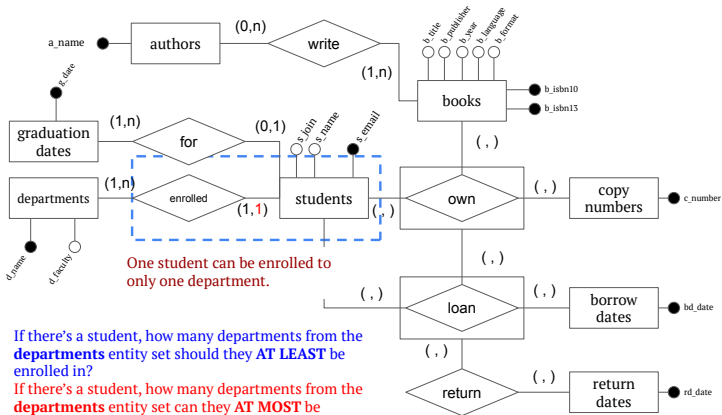 a_name
authors
(0,n)
write
(1,n)
b_title
b_publisher
b_year
b_language
b_format
books
b_isbn10
b_isbn13
g_date
graduation
dates
(1,n)
for
(0,1)
s_join
s_name
s_email
( , )
departments
(1,n)
enrolled
(1,1)
students
( , )
own
( , )
copy
numbers
c_number
d_name
d_faculty
One student can be enrolled to
only one department.
( , )
( , )
loan
( , )
borrow
dates
bd_date
If there's a student, how many departments from the
departments entity set should they AT LEAST be
enrolled in?
If there's a student, how many departments from the
departments entity set can they AT MOST be
( , )
return
( , )
return
dates
rd_date